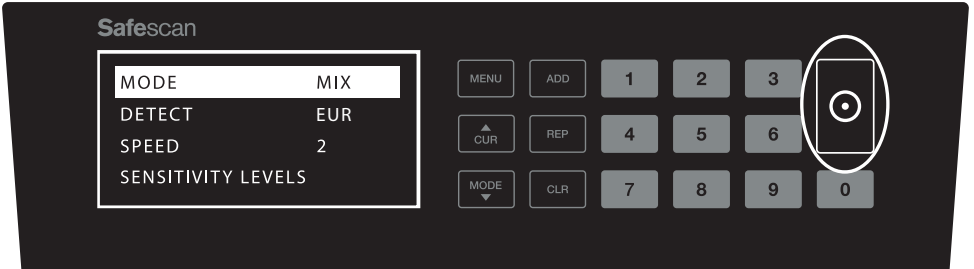 Safescan
MODE MIX
DETECT EUR
SPEED 2
SENSITIVITY LEVELS
MENU ADD 1 2 3
CUR REP 4 5 6
MODE CLR 7 8 9 0